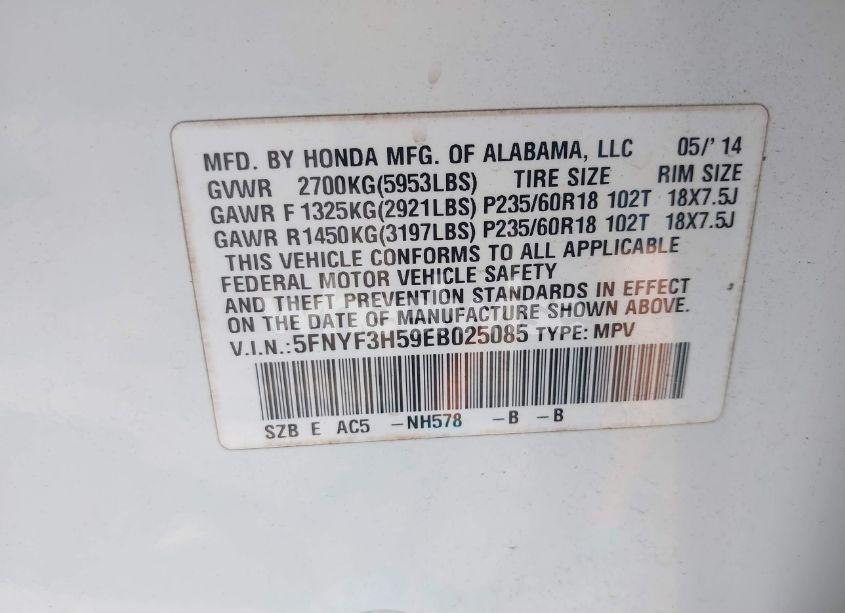 MFD. BY HONDA MFG. OF ALABAMA, LLC 05/' 14
GVWR 2700KG(5953LBS) TIRE SIZE RIM SIZE
GAWR F 1325KG(2921LBS) P235/60R18 102T 18X7.5J
GAWR R1450KG(3197LBS) P235/60R18 102T 18X7.5J
THIS VEHICLE CONFORMS TO ALL APPLICABLE
FEDERAL MOTOR VEHICLE SAFETY
AND THEFT PREVENTION STANDARDS IN EFFECT
ON THE DATE OF MANUFACTURE SHOWN ABOVE.
V.I.N.:5FNYF3H59EB025085 TYPE: MPV
SZB E AC5 -NH578 -B -B